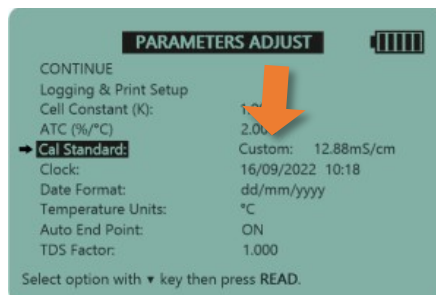 PARAMETERS ADJUST
CONTINUE
Logging & Print Setup
Cell Constant (K):
ATC (%/°C)
Cal Standard: Custom: 12.88mS/cm
Clock: 16/09/2022 10:18
Date Format: dd/mm/yyyy
Temperature Units: °C
Auto End Point: ON
TDS Factor: 1.000
Select option with ▾ key then press READ.